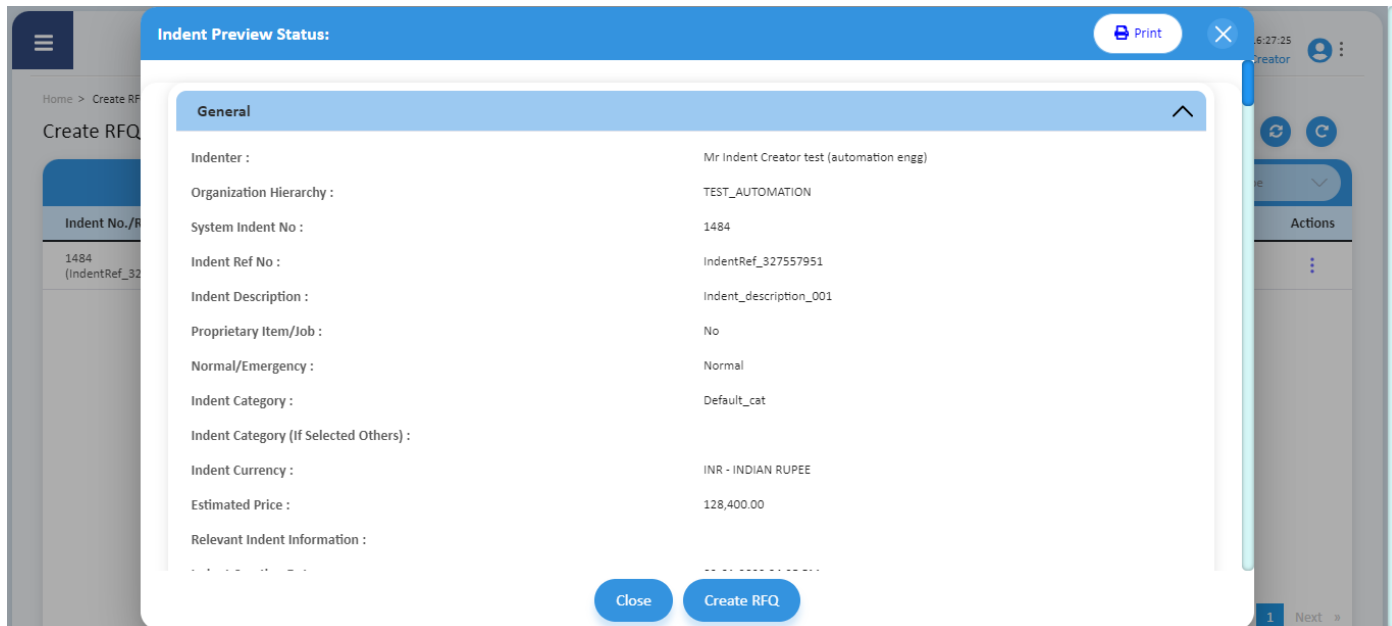 Indent Preview Status:
Print
6:27:25
Creator
Home > Create RF
Create RFQ
General
Indenter : Mr Indent Creator test (automation engg)
Organization Hierarchy : TEST_AUTOMATION
System Indent No : 1484
Indent Ref No : IndentRef_327557951
Indent Description : Indent_description_001
Proprietary Item/Job : No
Normal/Emergency : Normal
Indent Category : Default_cat
Indent Category (If Selected Others) :
Indent Currency : INR - INDIAN RUPEE
Estimated Price : 128,400.00
Relevant Indent Information :
Indent No./R
Actions
1484
(IndentRef_32
Close
Create RFQ
1 Next »